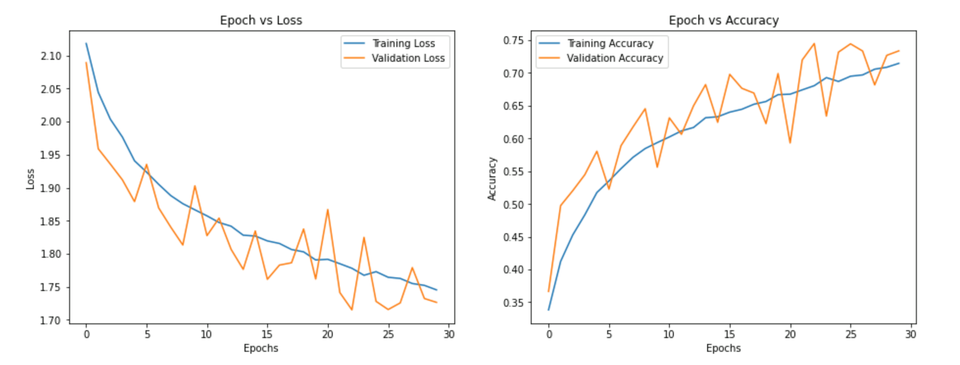 Epoch vs Loss
Training Loss
Validation Loss
2.10
2.05
2.00
1.95
1.90
1.85
1.80
1.75
1.70
Loss
0 5 10 15 20 25 30
Epochs
Epoch vs Accuracy
Training Accuracy
Validation Accuracy
0.75
0.70
0.65
0.60
0.55
0.50
0.45
0.40
0.35
Accuracy
0 5 10 15 20 25 30
Epochs